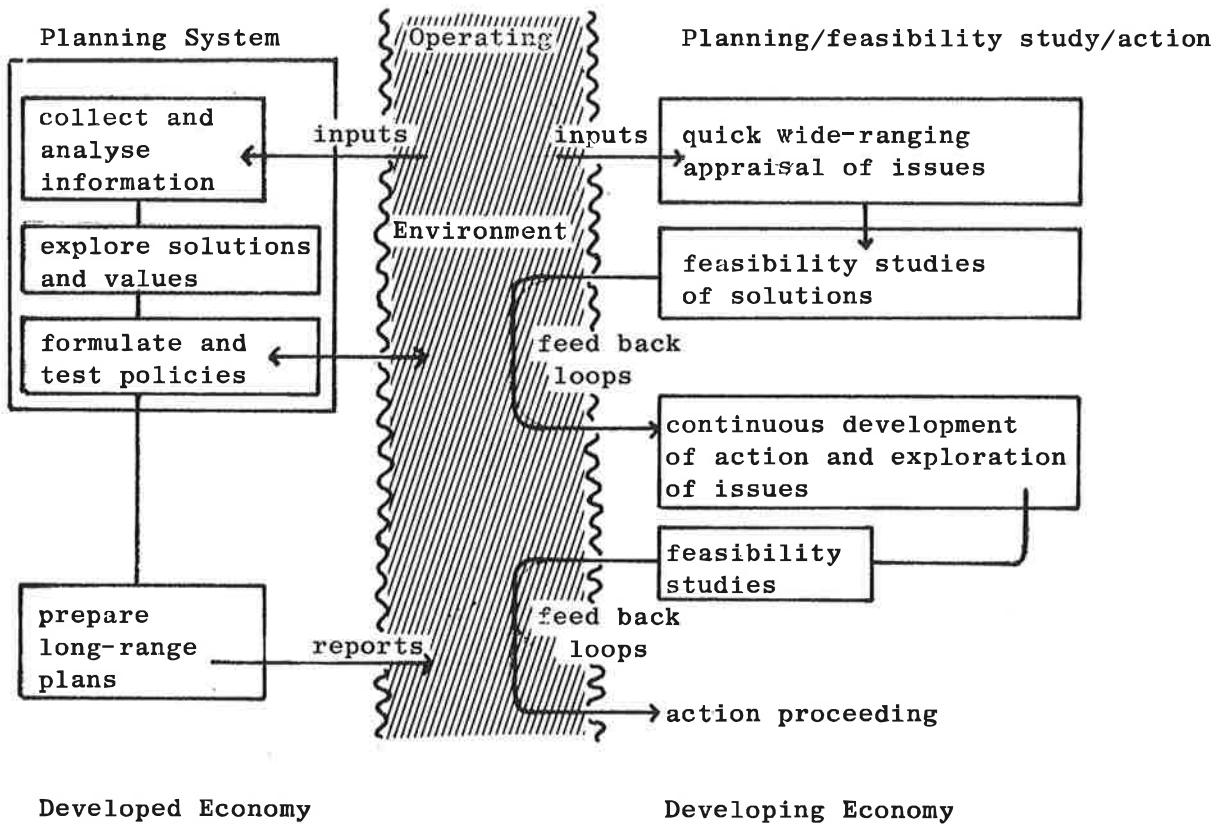 Planning System
Operating
Planning/feasibility study/action
collect and
analyse
information
inputs
inputs
quick wide-ranging
appraisal of issues
explore solutions
and values
Environment
feasibility studies
of solutions
formulate and
test policies
feed back
loops
continuous development
of action and exploration
of issues
feasibility
studies
prepare
long-range
plans
reports
feed back
loops
action proceeding
Developed Economy
Developing Economy